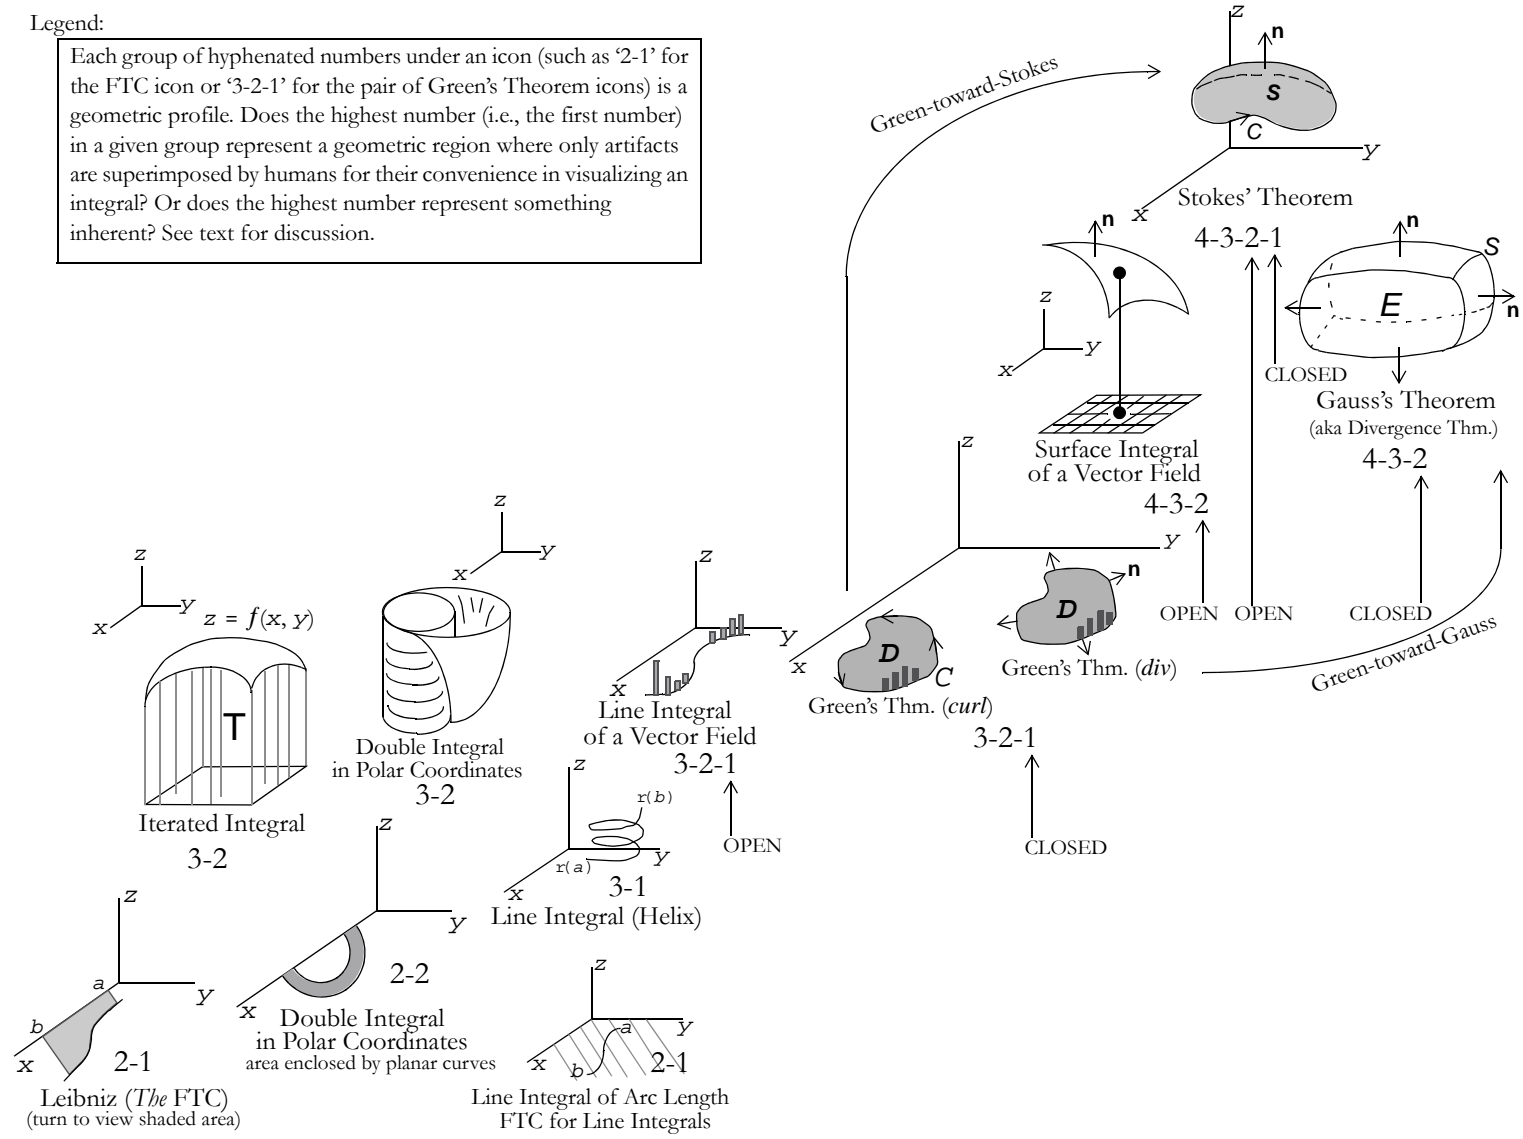 Legend:
Each group of hyphenated numbers under an icon (such as ‘2-1’ for
the FTC icon or ‘3-2-1’ for the pair of Green’s Theorem icons) is a
geometric profile. Does the highest number (i.e., the first number)
in a given group represent a geometric region where only artifacts
are superimposed by humans for their convenience in visualizing an
integral? Or does the highest number represent something
inherent? See text for discussion.
Green-toward-Stokes
z
n
S
C
y
x
Stokes’ Theorem
4-3-2-1
CLOSED
n
z
y
x
Surface Integral
of a Vector Field
4-3-2
OPEN
OPEN
n
S
E
n
Gauss’s Theorem
(aka Divergence Thm.)
4-3-2
CLOSED
Green-toward-Gauss
z
y
x
n
D
Green’s Thm. (div)
D
C
Green’s Thm. (curl)
3-2-1
CLOSED
z
y
x
z = f(x, y)
T
Iterated Integral
3-2
z
y
x
Double Integral
in Polar Coordinates
3-2
z
y
x
Line Integral
of a Vector Field
3-2-1
OPEN
z
r(b)
y
r(a)
x
3-1
Line Integral (Helix)
z
a
y
b
x
2-1
Leibniz (The FTC)
(turn to view shaded area)
z
y
x
2-2
Double Integral
in Polar Coordinates
area enclosed by planar curves
z
a
y
x
b
2-1
Line Integral of Arc Length
FTC for Line Integrals